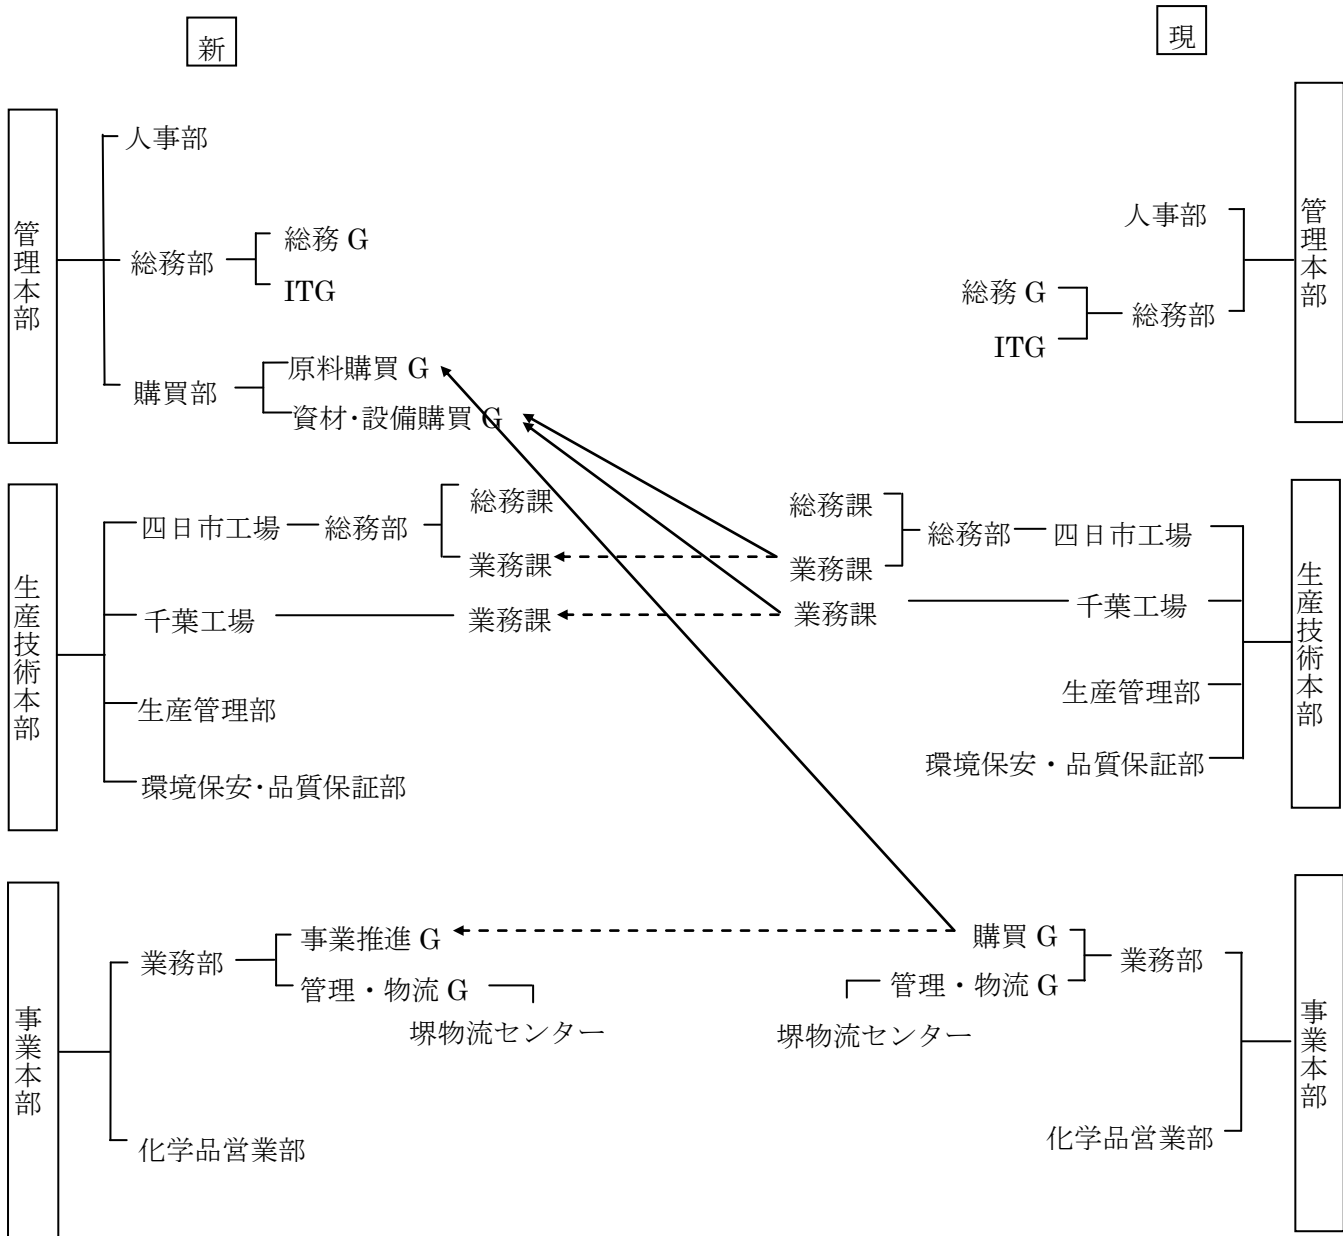 新
現
管理本部
人事部
総務部
総務 G
ITG
購買部
原料購買 G
資材・設備購買 G
人事部
総務 G
ITG
総務部
管理本部
生産技術本部
四日市工場
総務部
総務課
業務課
千葉工場
業務課
生産管理部
環境保安・品質保証部
総務課
業務課
総務部
四日市工場
業務課
千葉工場
生産管理部
環境保安・品質保証部
生産技術本部
事業本部
業務部
事業推進 G
管理・物流 G
堺物流センター
化学品営業部
購買 G
管理・物流 G
堺物流センター
業務部
化学品営業部
事業本部